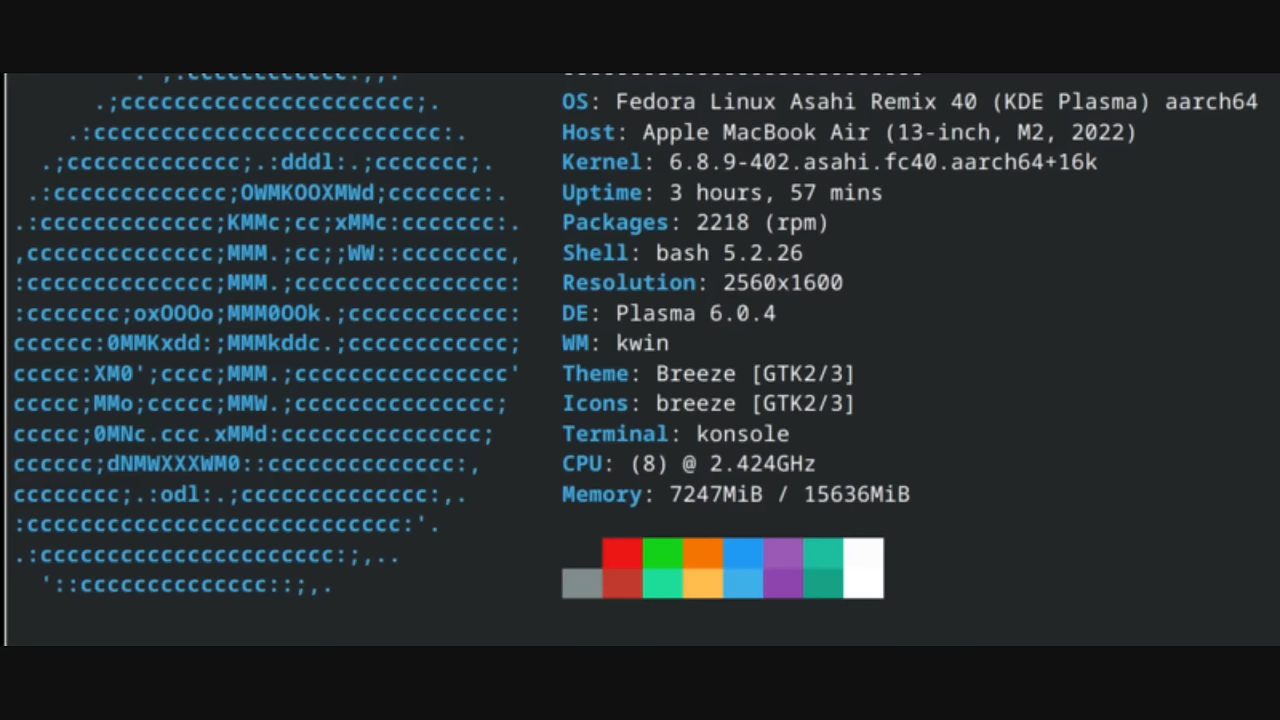 OS: Fedora Linux Asahi Remix 40 (KDE Plasma) aarch64
Host: Apple MacBook Air (13-inch, M2, 2022)
Kernel: 6.8.9-402.asahi.fc40.aarch64+16k
Uptime: 3 hours, 57 mins
Packages: 2218 (rpm)
Shell: bash 5.2.26
Resolution: 2560x1600
DE: Plasma 6.0.4
WM: kwin
Theme: Breeze [GTK2/3]
Icons: breeze [GTK2/3]
Terminal: konsole
CPU: (8) @ 2.424GHz
Memory: 7247MiB / 15636MiB